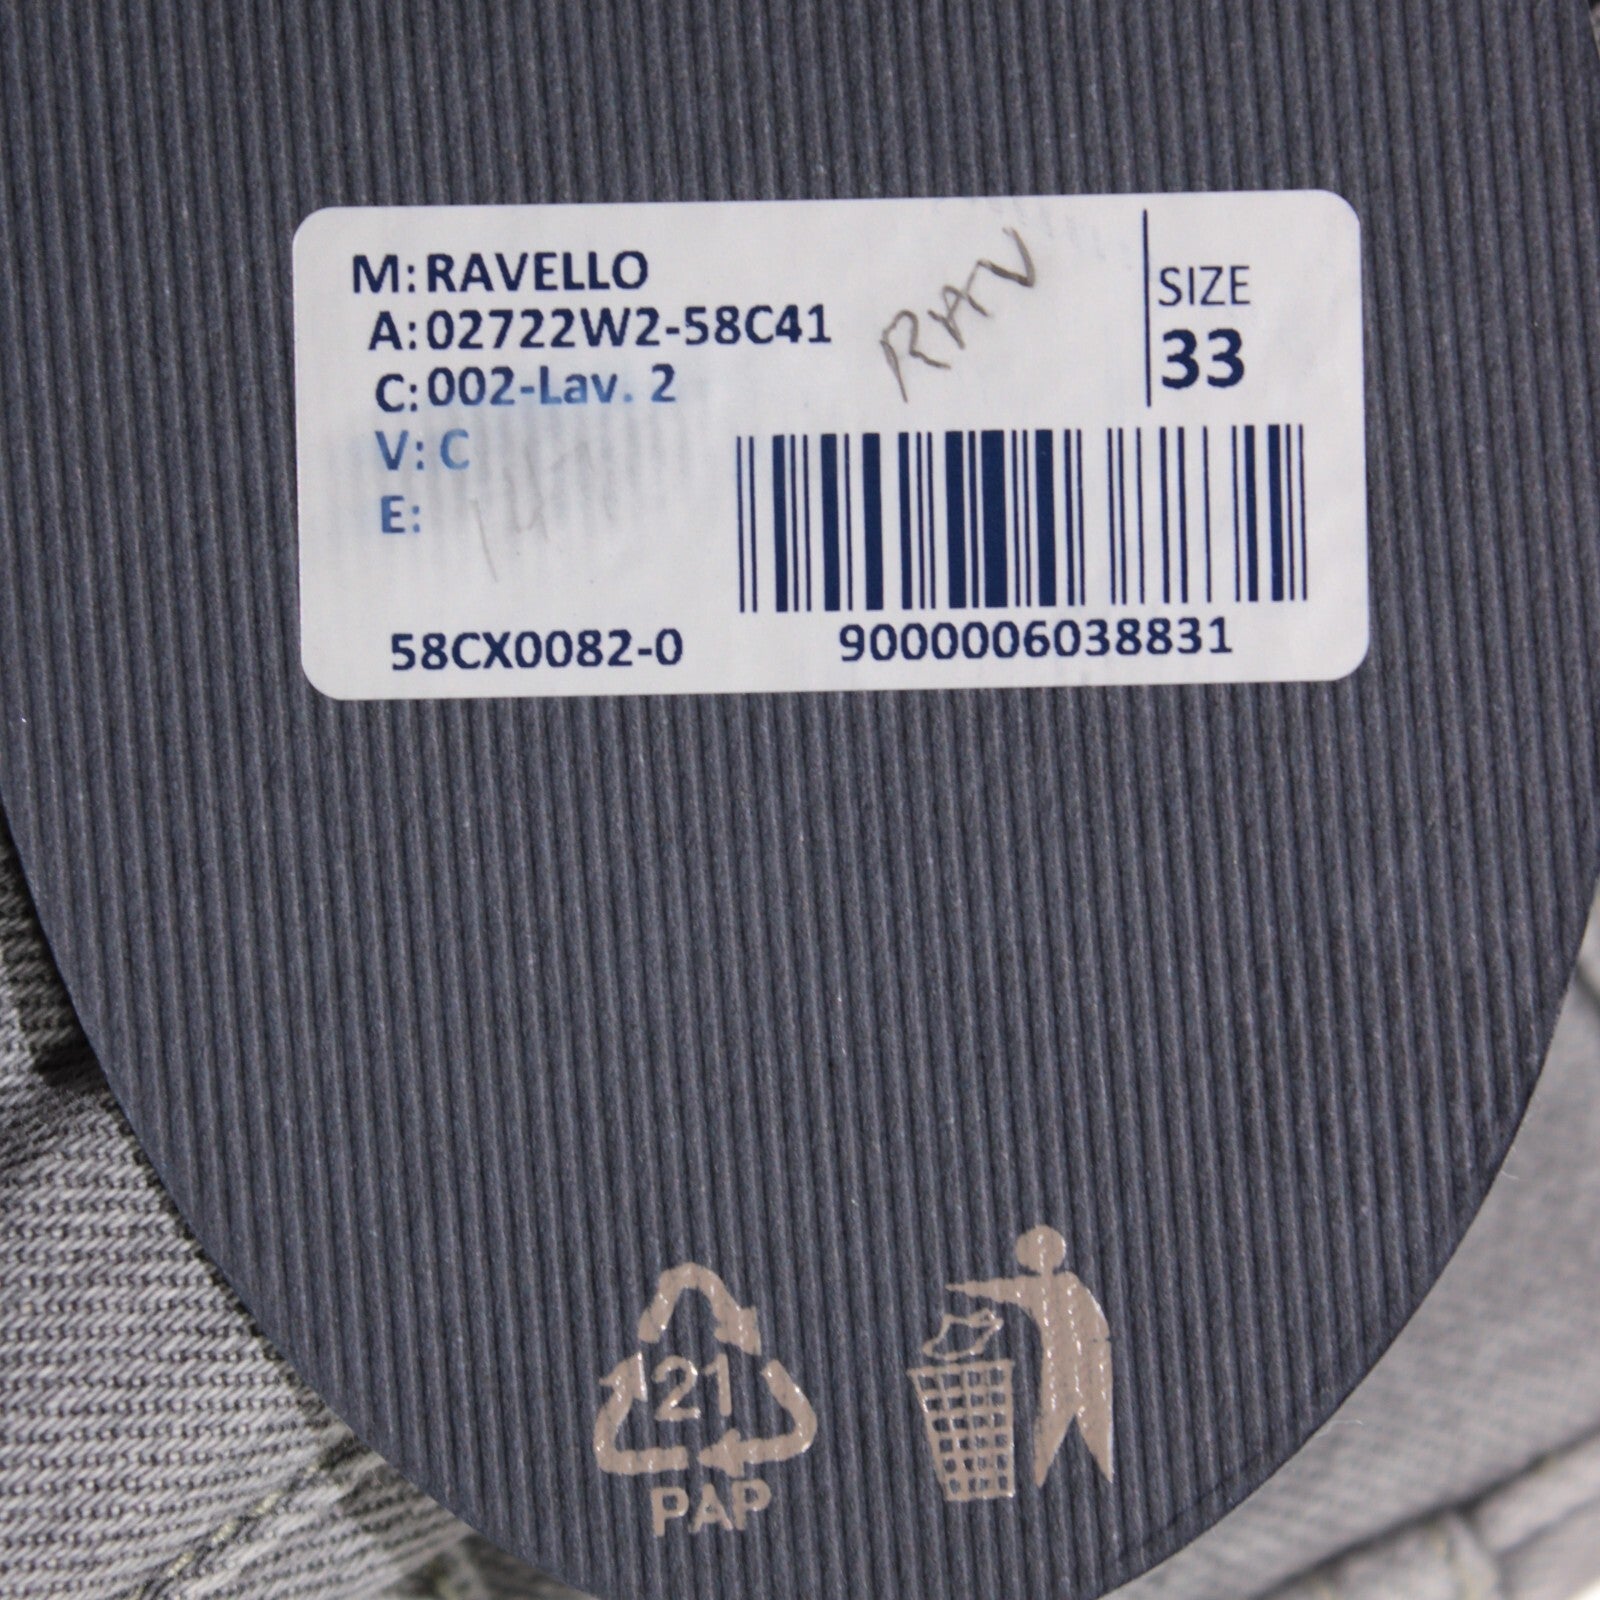 M: RAVELLO
A: 02722W2-58C41
C: 002-Lav. 2
V: C
E:
RAV
SIZE
33
58CX0082-0
9000006038831
21
PAP